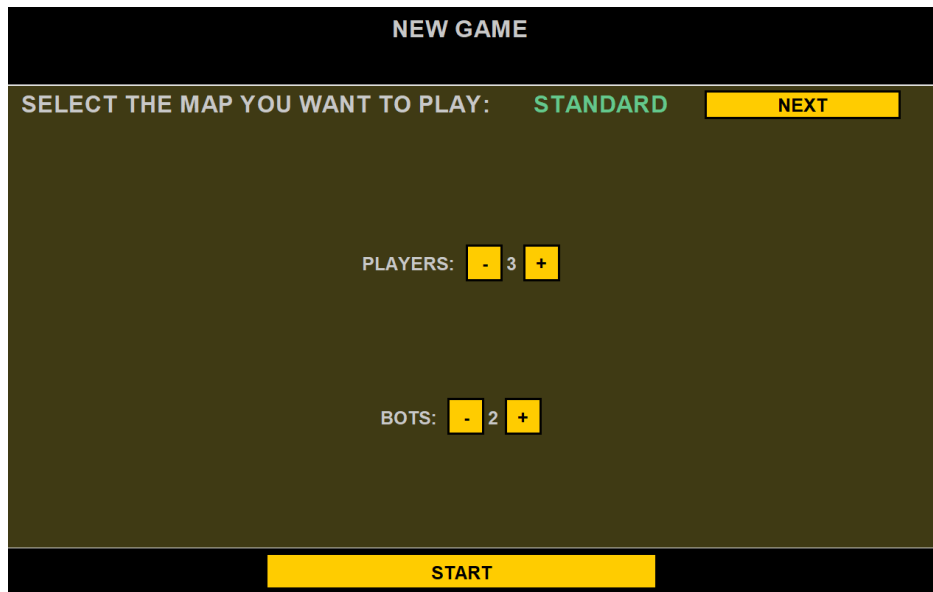 NEW GAME
SELECT THE MAP YOU WANT TO PLAY: STANDARD NEXT
PLAYERS: - 3 +
BOTS: - 2 +
START